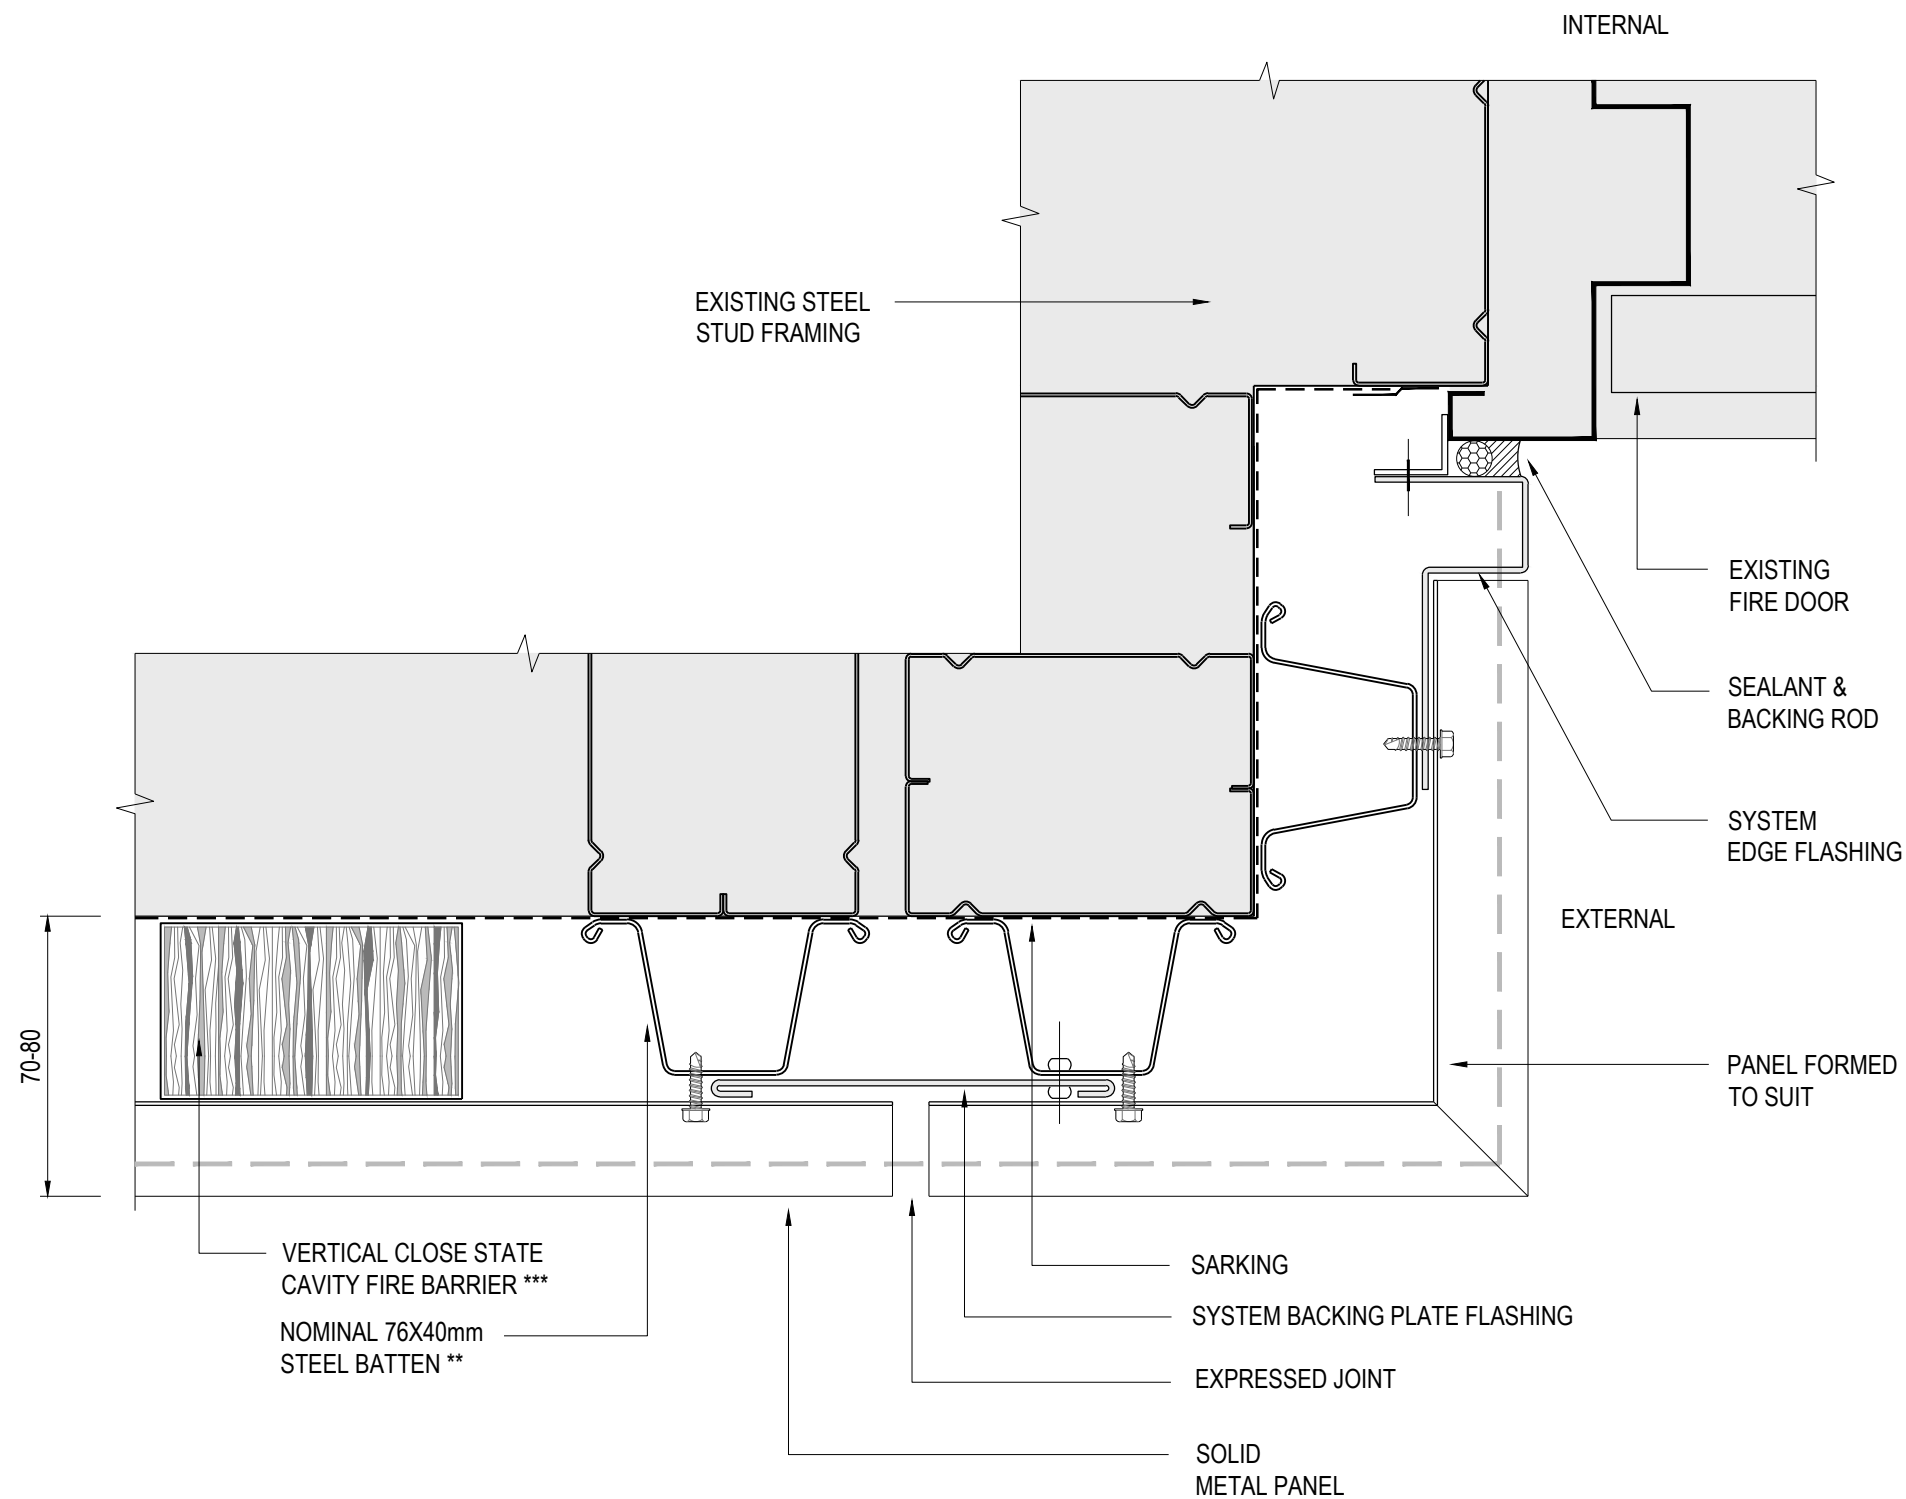 INTERNAL
EXISTING STEEL
STUD FRAMING
EXISTING
FIRE DOOR
SEALANT &
BACKING ROD
SYSTEM
EDGE FLASHING
EXTERNAL
PANEL FORMED
TO SUIT
70-80
VERTICAL CLOSE STATE
CAVITY FIRE BARRIER ***
NOMINAL 76X40mm
STEEL BATTEN **
SARKING
SYSTEM BACKING PLATE FLASHING
EXPRESSED JOINT
SOLID
METAL PANEL